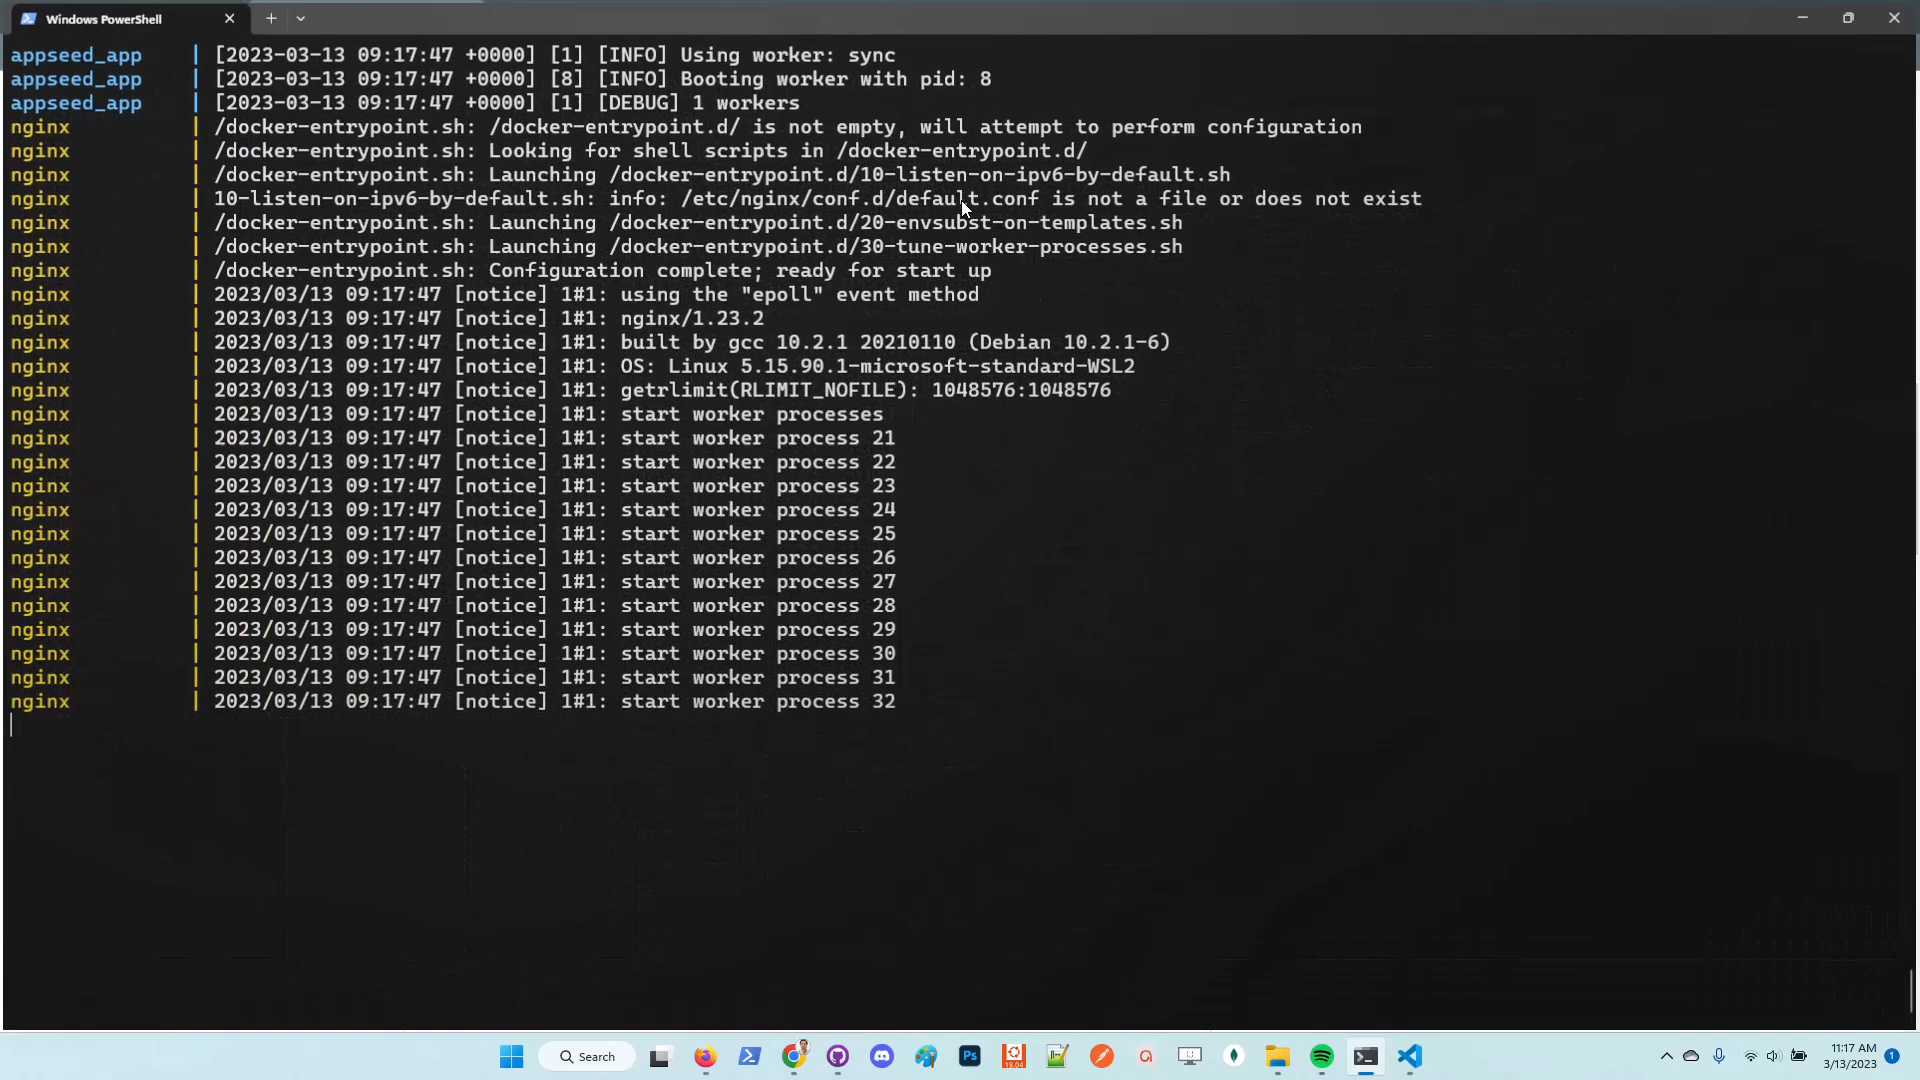 Windows PowerShell
appseed_app | [2023-03-13 09:17:47 +0000] [1] [INFO] Using worker: sync
appseed_app | [2023-03-13 09:17:47 +0000] [8] [INFO] Booting worker with pid: 8
appseed_app | [2023-03-13 09:17:47 +0000] [1] [DEBUG] 1 workers
nginx | /docker-entrypoint.sh: /docker-entrypoint.d/ is not empty, will attempt to perform configuration
nginx | /docker-entrypoint.sh: Looking for shell scripts in /docker-entrypoint.d/
nginx | /docker-entrypoint.sh: Launching /docker-entrypoint.d/10-listen-on-ipv6-by-default.sh
nginx | 10-listen-on-ipv6-by-default.sh: info: /etc/nginx/conf.d/default.conf is not a file or does not exist
nginx | /docker-entrypoint.sh: Launching /docker-entrypoint.d/20-envsubst-on-templates.sh
nginx | /docker-entrypoint.sh: Launching /docker-entrypoint.d/30-tune-worker-processes.sh
nginx | /docker-entrypoint.sh: Configuration complete; ready for start up
nginx | 2023/03/13 09:17:47 [notice] 1#1: using the "epoll" event method
nginx | 2023/03/13 09:17:47 [notice] 1#1: nginx/1.23.2
nginx | 2023/03/13 09:17:47 [notice] 1#1: built by gcc 10.2.1 20210110 (Debian 10.2.1-6)
nginx | 2023/03/13 09:17:47 [notice] 1#1: OS: Linux 5.15.90.1-microsoft-standard-WSL2
nginx | 2023/03/13 09:17:47 [notice] 1#1: getrlimit(RLIMIT_NOFILE): 1048576:1048576
nginx | 2023/03/13 09:17:47 [notice] 1#1: start worker processes
nginx | 2023/03/13 09:17:47 [notice] 1#1: start worker process 21
nginx | 2023/03/13 09:17:47 [notice] 1#1: start worker process 22
nginx | 2023/03/13 09:17:47 [notice] 1#1: start worker process 23
nginx | 2023/03/13 09:17:47 [notice] 1#1: start worker process 24
nginx | 2023/03/13 09:17:47 [notice] 1#1: start worker process 25
nginx | 2023/03/13 09:17:47 [notice] 1#1: start worker process 26
nginx | 2023/03/13 09:17:47 [notice] 1#1: start worker process 27
nginx | 2023/03/13 09:17:47 [notice] 1#1: start worker process 28
nginx | 2023/03/13 09:17:47 [notice] 1#1: start worker process 29
nginx | 2023/03/13 09:17:47 [notice] 1#1: start worker process 30
nginx | 2023/03/13 09:17:47 [notice] 1#1: start worker process 31
nginx | 2023/03/13 09:17:47 [notice] 1#1: start worker process 32
Search
Ps
18.04
11:17 AM
3/13/2023
1